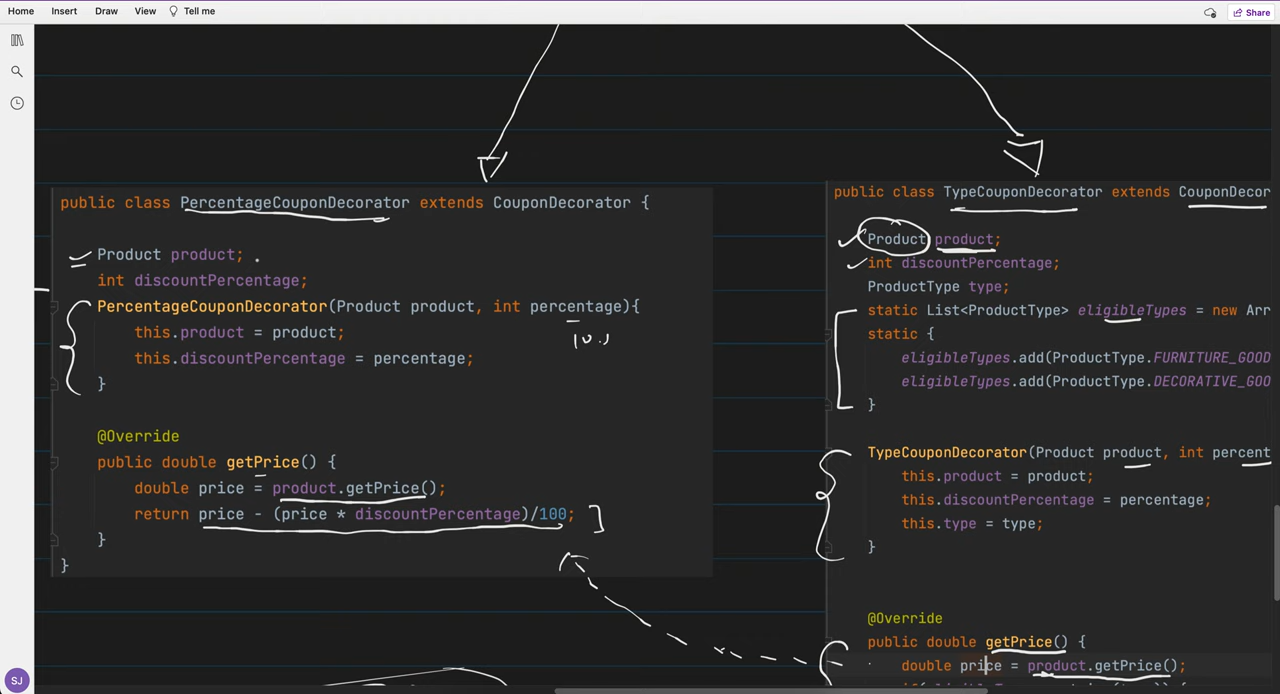 Home Insert Draw View Tell me
Share
public class PercentageCouponDecorator extends CouponDecorator {
Product product;
int discountPercentage;
PercentageCouponDecorator(Product product, int percentage){
this.product = product;
10.
this.discountPercentage = percentage;
}
@Override
public double getPrice() {
double price = product.getPrice();
return price - (price * discountPercentage)/100;
}
}
public class TypeCouponDecorator extends CouponDecor
Product product;
int discountPercentage;
ProductType type;
static List<ProductType> eligibleTypes = new Arr
static {
eligibleTypes.add(ProductType.FURNITURE_GOOD
eligibleTypes.add(ProductType.DECORATIVE_GOO
}
TypeCouponDecorator(Product product, int percent
this.product = product;
this.discountPercentage = percentage;
this.type = type;
}
@Override
public double getPrice() {
double price = product.getPrice();
SJ